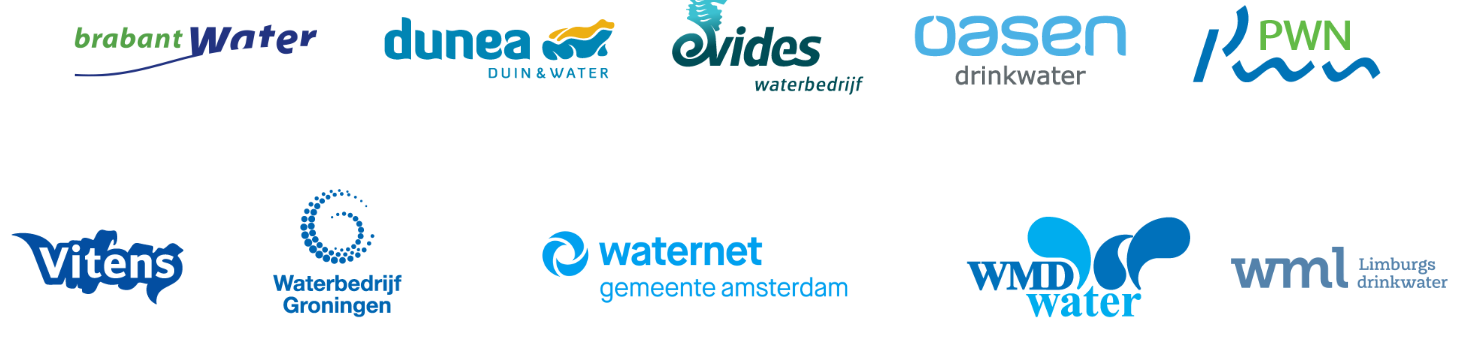 brabant Water
dunea
DUIN & WATER
evides
waterbedrijf
oasen
drinkwater
PWN
Vitens
Waterbedrijf
Groningen
waternet
gemeente amsterdam
WMD
water
wml
Limburgs
drinkwater